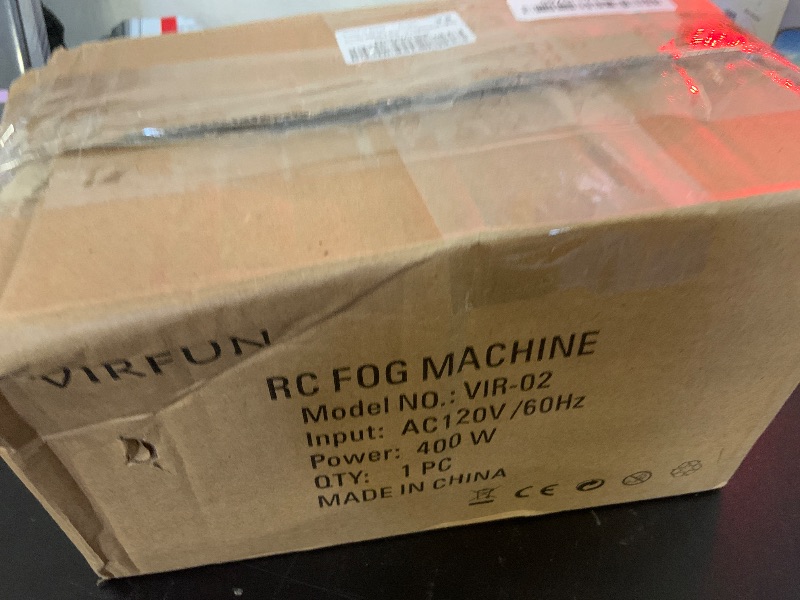 VIRFUN
RC FOG MACHINE
Model NO.: VIR-02
Input: AC120V/60Hz
Power: 400 W
QTY: 1 PC
MADE IN CHINA
CE